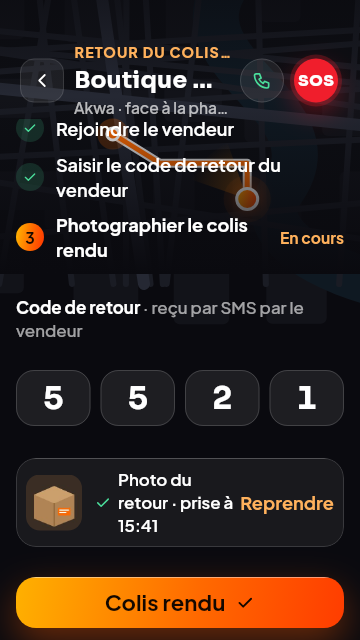 RETOUR DU COLIS…
Boutique …
SOS
Akwa · face à la pha…
Rejoindre le vendeur
Saisir le code de retour du
vendeur
3
Photographier le colis
rendu
En cours
Code de retour · reçu par SMS par le
vendeur
5 5 2 1
Photo du
retour · prise à
15:41
Reprendre
Colis rendu